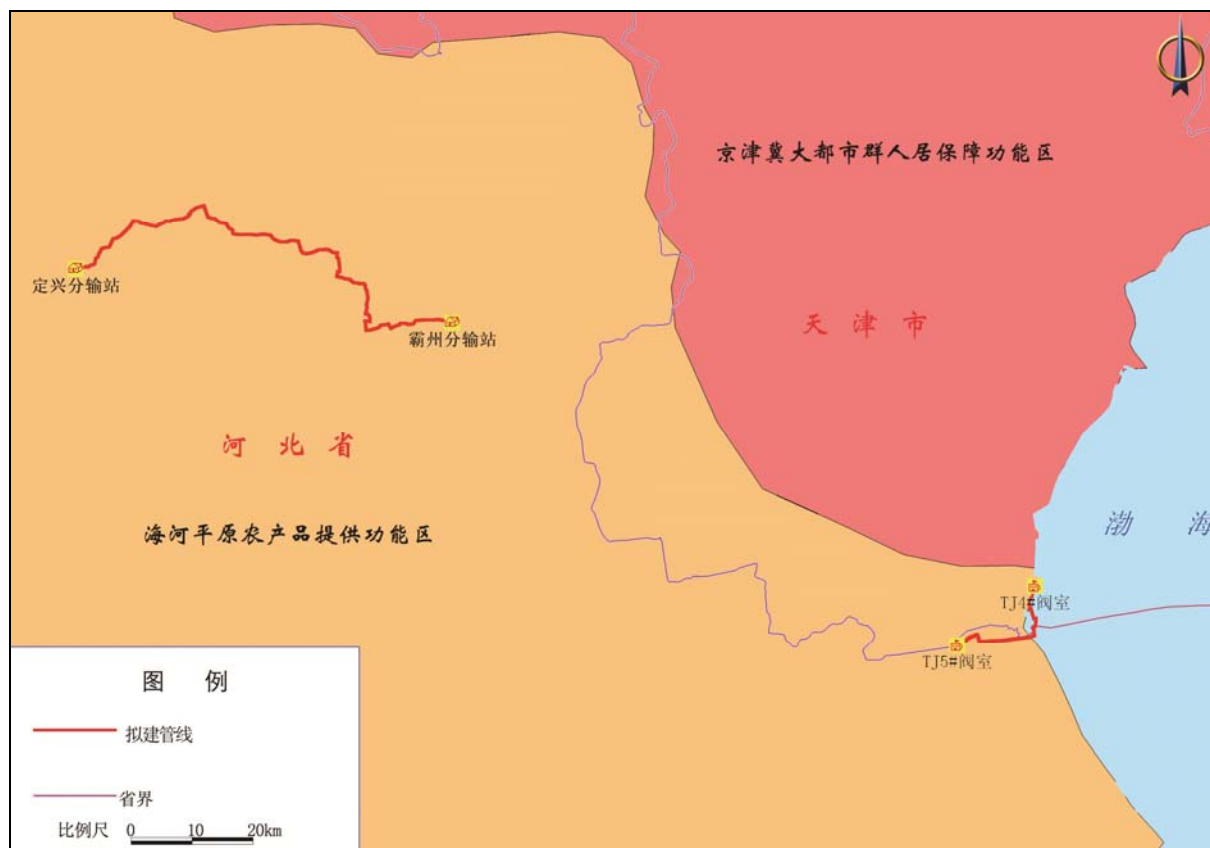 京津冀大都市群人居保障功能区
定兴分输站
霸州分输站
天津市
河北省
海河平原农产品提供功能区
渤海
TJ4#阀室
TJ5#阀室
图 例
拟建管线
省界
比例尺 0 10 20km